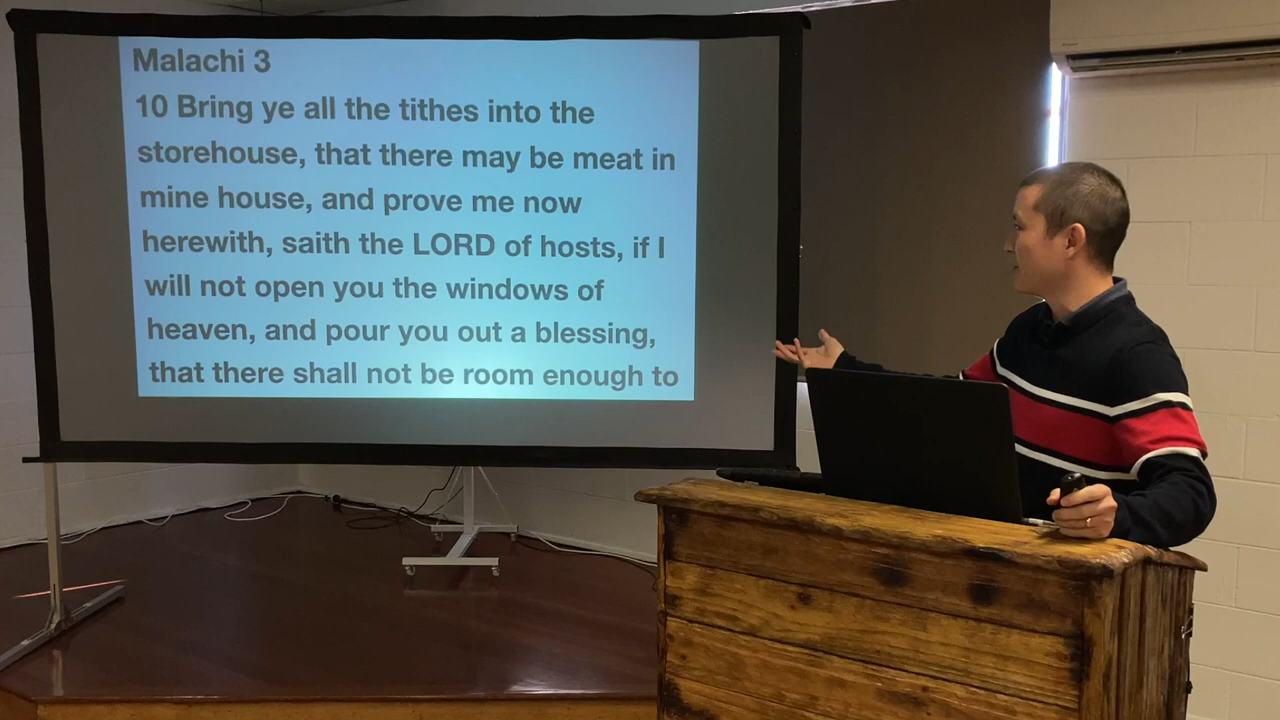 Malachi 3
10 Bring ye all the tithes into the
storehouse, that there may be meat in
mine house, and prove me now
herewith, saith the LORD of hosts, if I
will not open you the windows of
heaven, and pour you out a blessing,
that there shall not be room enough to